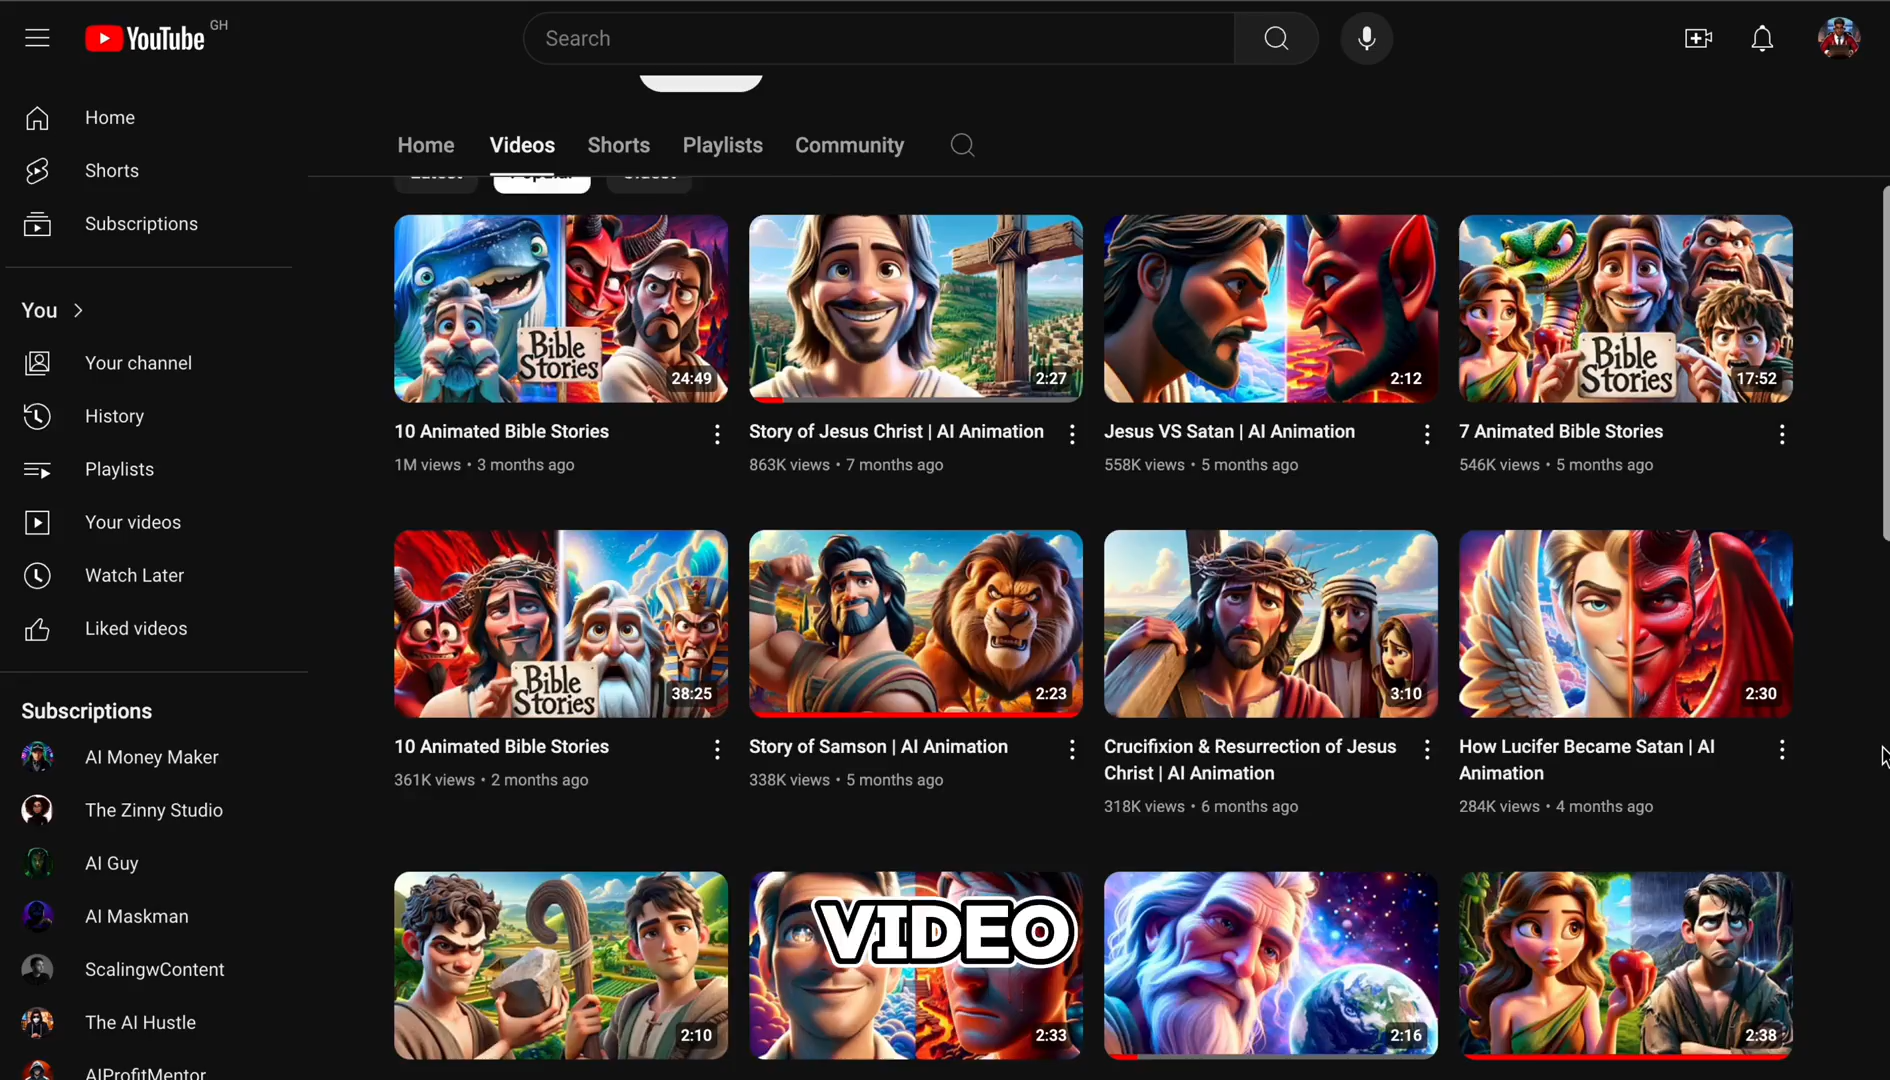 YouTube GH
Search
Home
Shorts
Subscriptions
You
Your channel
History
Playlists
Your videos
Watch Later
Liked videos
Subscriptions
AI Money Maker
The Zinny Studio
AI Guy
AI Maskman
ScalingwContent
The AI Hustle
AIProfitMentor
Home Videos Shorts Playlists Community
Latest Popular Oldest
Bible
Stories
24:49
2:27
2:12
Bible
Stories
17:52
10 Animated Bible Stories
1M views • 3 months ago
Story of Jesus Christ | AI Animation
863K views • 7 months ago
Jesus VS Satan | AI Animation
558K views • 5 months ago
7 Animated Bible Stories
546K views • 5 months ago
Bible
Stories
38:25
2:23
3:10
2:30
10 Animated Bible Stories
361K views • 2 months ago
Story of Samson | AI Animation
338K views • 5 months ago
Crucifixion & Resurrection of Jesus
Christ | AI Animation
318K views • 6 months ago
How Lucifer Became Satan | AI
Animation
284K views • 4 months ago
VIDEO
2:10
2:33
2:16
2:38